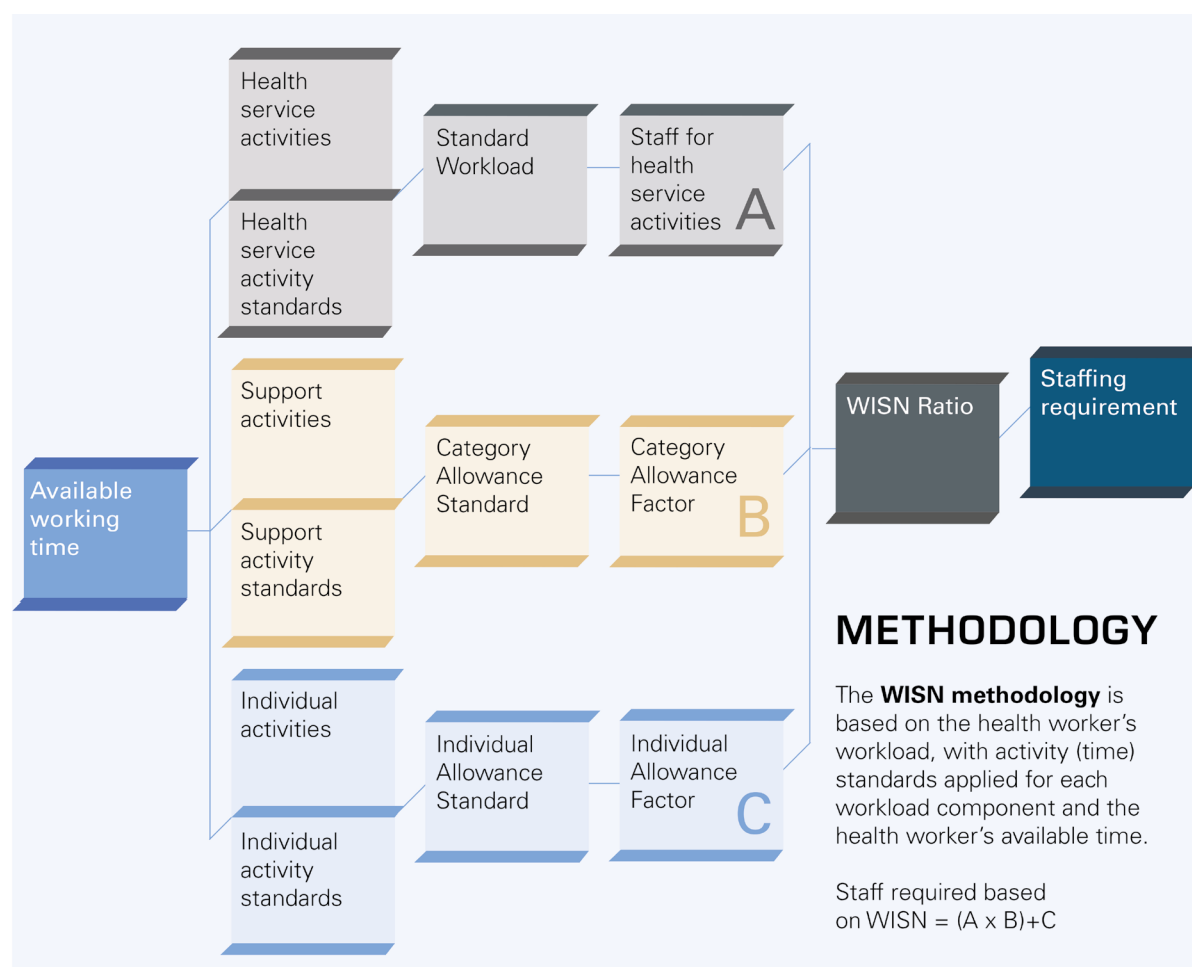 Available
working
time
Health
service
activities
Health
service
activity
standards
Standard
Workload
Staff for
health
service
activities
A
Support
activities
Support
activity
standards
Category
Allowance
Standard
Category
Allowance
Factor
B
Individual
activities
Individual
activity
standards
Individual
Allowance
Standard
Individual
Allowance
Factor
C
WISN Ratio
Staffing
requirement
METHODOLOGY
The WISN methodology is
based on the health worker’s
workload, with activity (time)
standards applied for each
workload component and the
health worker’s available time.
Staff required based
on WISN = (A x B)+C